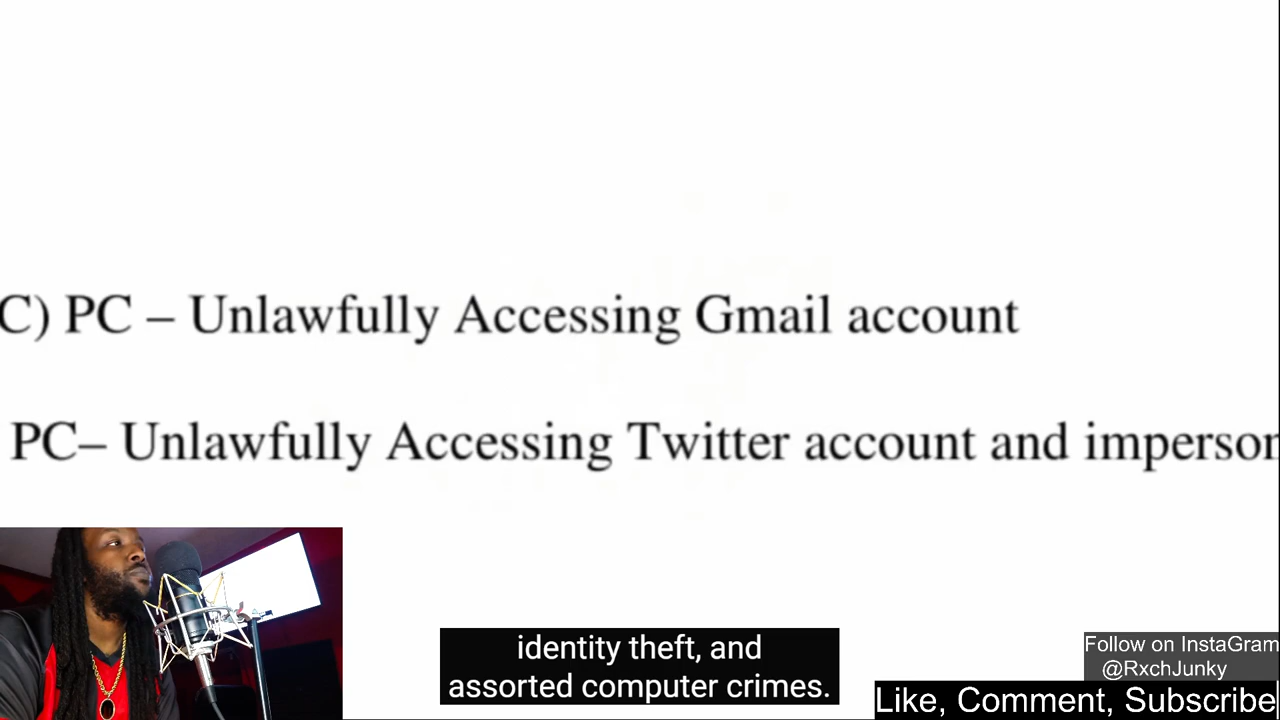 C) PC – Unlawfully Accessing Gmail account
PC– Unlawfully Accessing Twitter account and imperson
identity theft, and
assorted computer crimes.
Follow on InstaGram
@RxchJunky
Like, Comment, Subscribe